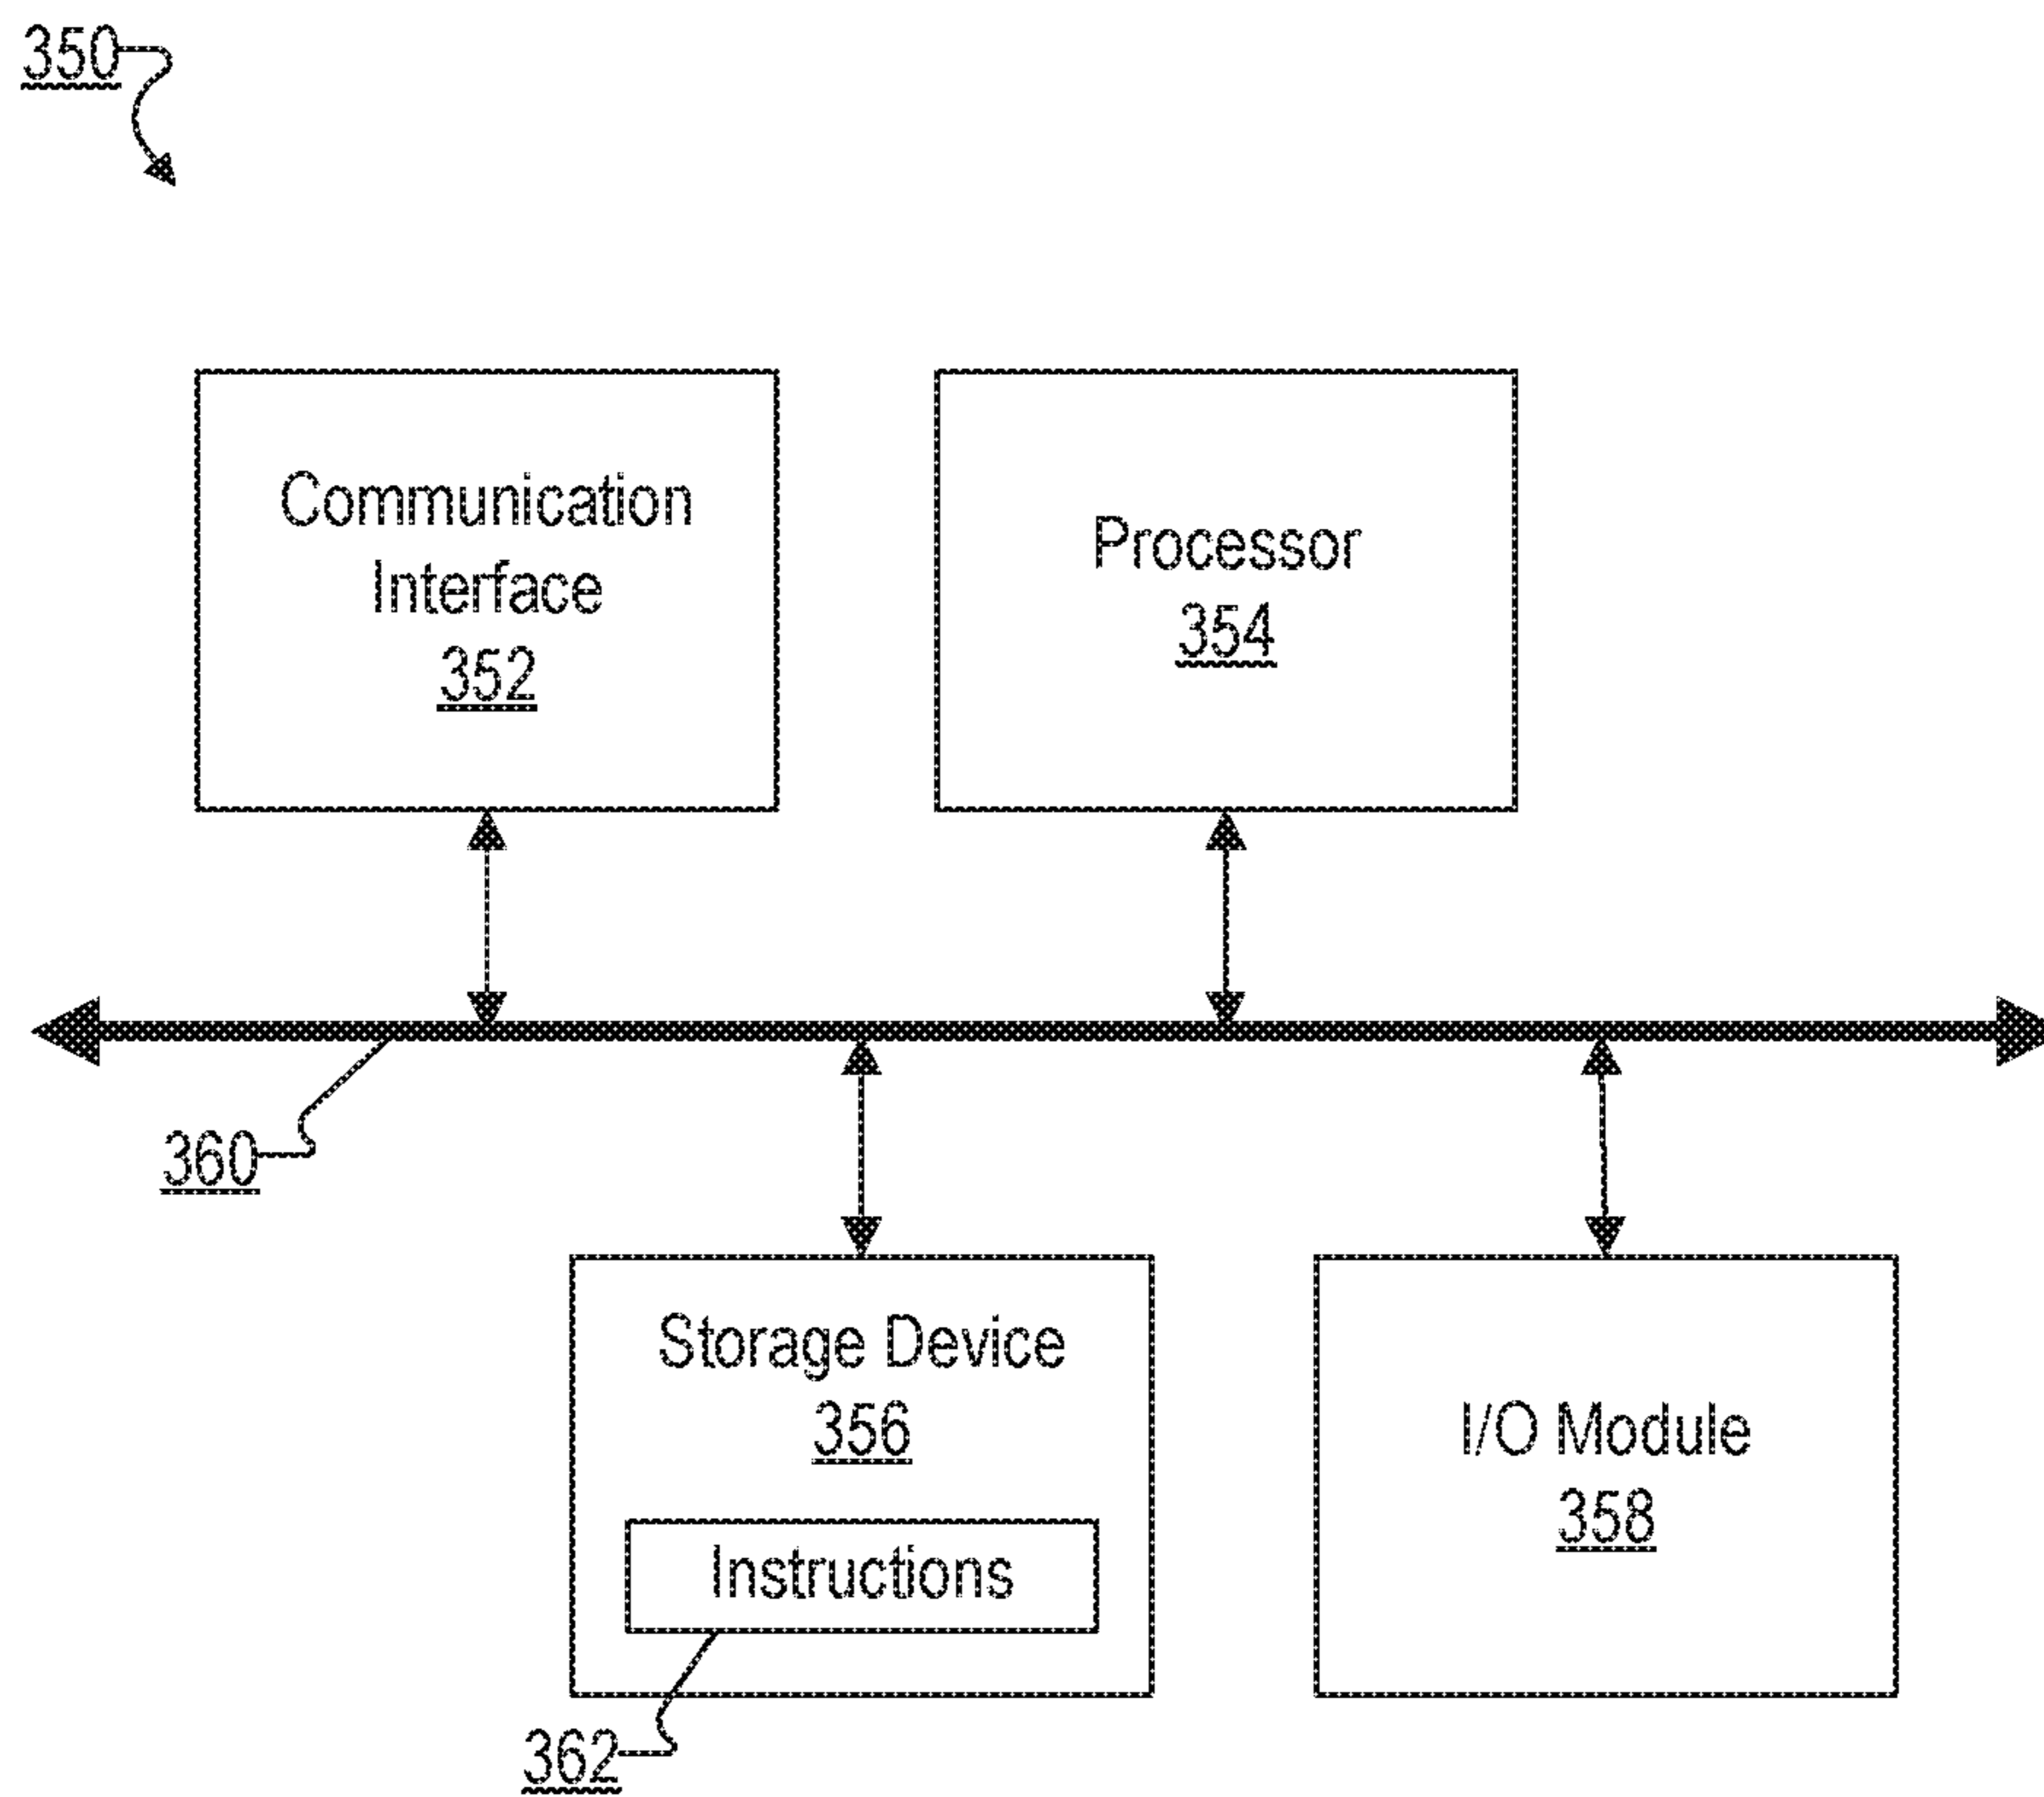 350
Communication
Interface
352
Processor
354
360
Storage Device
356
Instructions
362
I/O Module
358